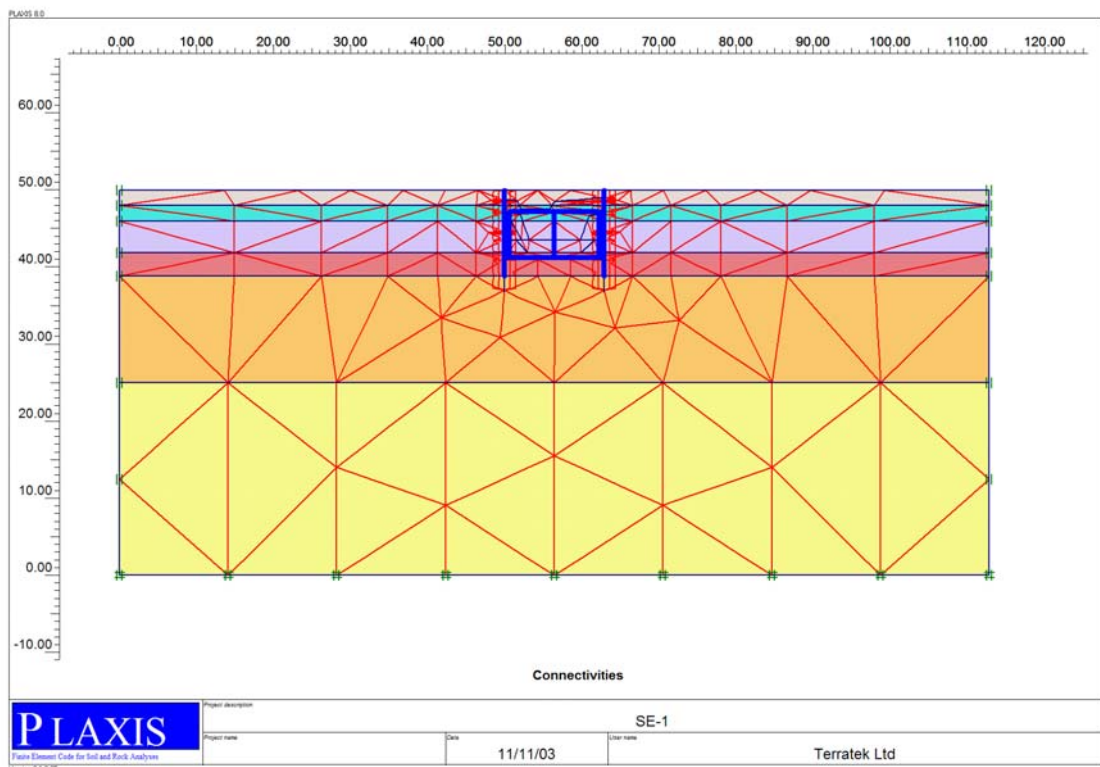 PLAXIS 8.0
0.00 10.00 20.00 30.00 40.00 50.00 60.00 70.00 80.00 90.00 100.00 110.00 120.00
60.00
50.00
40.00
30.00
20.00
10.00
0.00
-10.00
Connectivities
PLAXIS
Finite Element Code for Soil and Rock Analyses
Project description
SE-1
Project name
Date
11/11/03
User name
Terratek Ltd